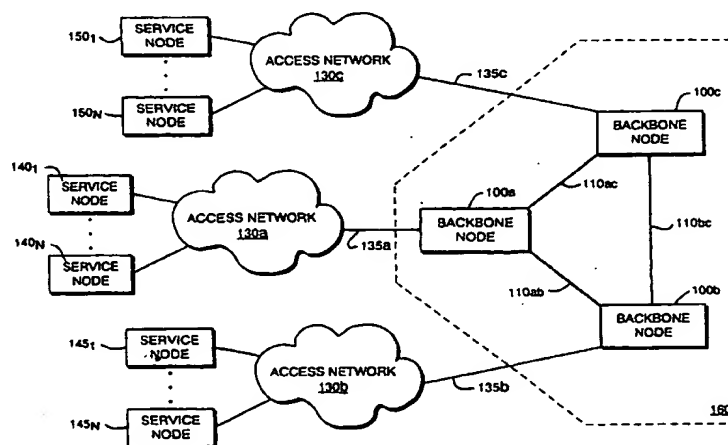 150₁
SERVICE
NODE
150N
SERVICE
NODE
ACCESS NETWORK
130c
135c
100c
BACKBONE
NODE
140₁
SERVICE
NODE
140N
SERVICE
NODE
ACCESS NETWORK
130a
135a
100a
BACKBONE
NODE
110ac
110bc
110ab
100b
BACKBONE
NODE
145₁
SERVICE
NODE
145N
SERVICE
NODE
ACCESS NETWORK
130b
135b